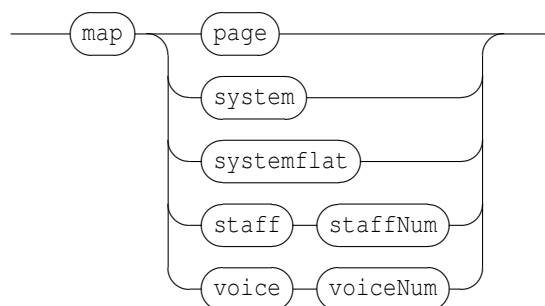 map page
system
systemflat
staff staffNum
voice voiceNum